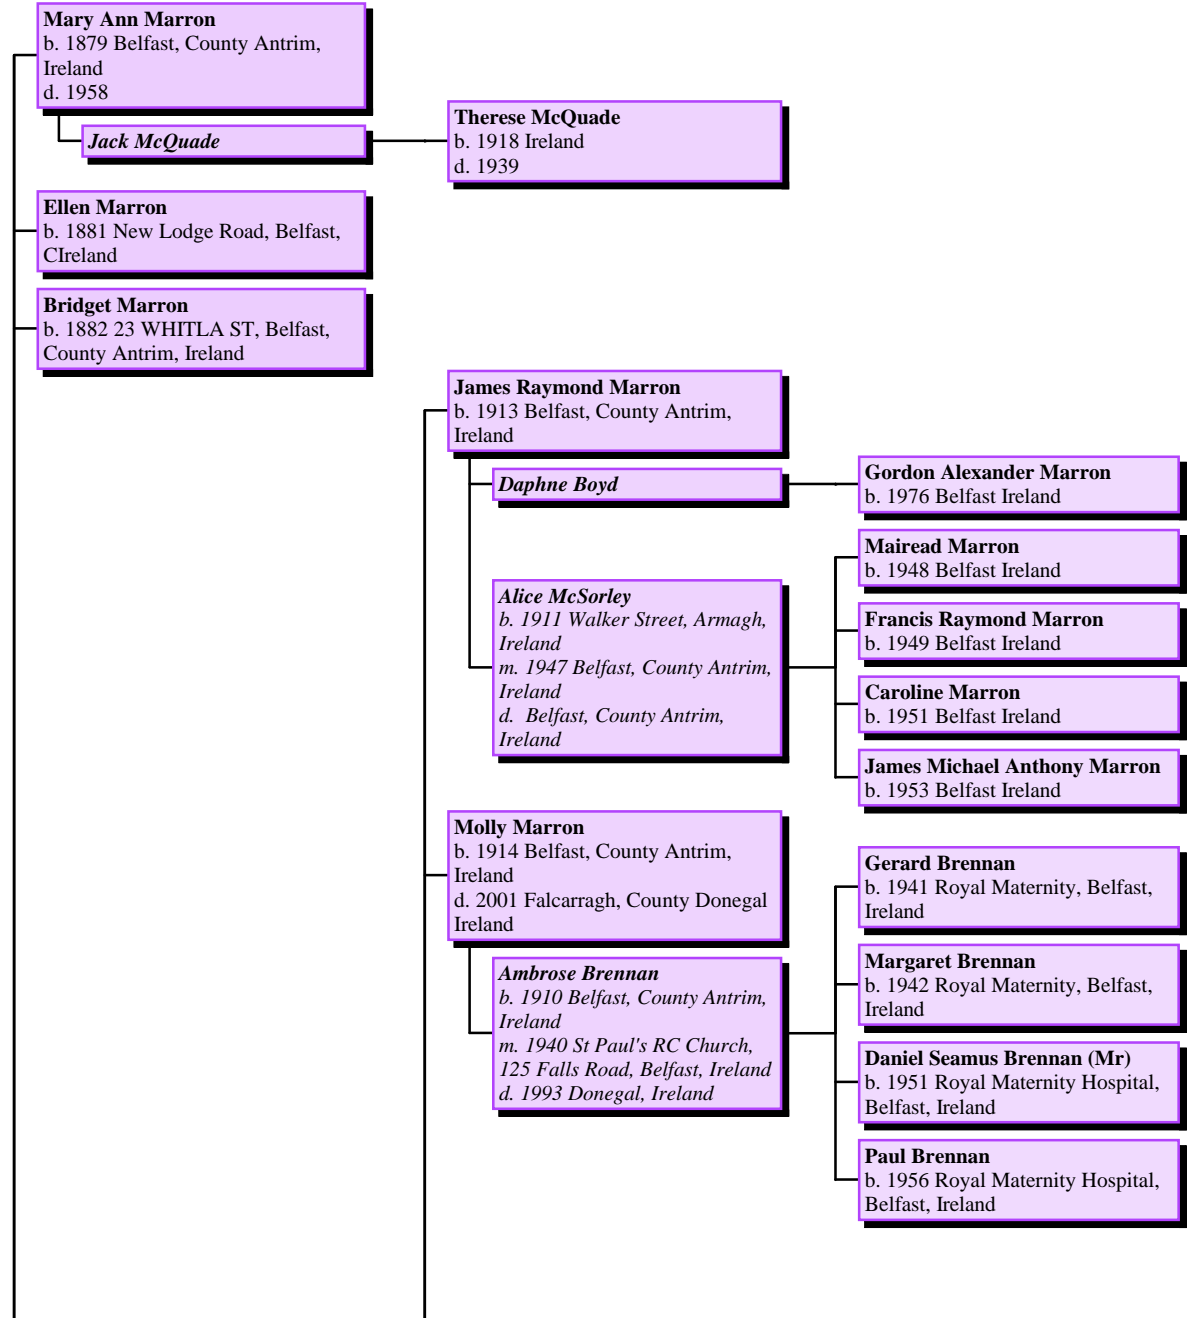 Mary Ann Marron
b. 1879 Belfast, County Antrim,
Ireland
d. 1958
Jack McQuade
Therese McQuade
b. 1918 Ireland
d. 1939
Ellen Marron
b. 1881 New Lodge Road, Belfast,
CIreland
Bridget Marron
b. 1882 23 WHITLA ST, Belfast,
County Antrim, Ireland
James Raymond Marron
b. 1913 Belfast, County Antrim,
Ireland
Daphne Boyd
Gordon Alexander Marron
b. 1976 Belfast Ireland
Alice McSorley
b. 1911 Walker Street, Armagh,
Ireland
m. 1947 Belfast, County Antrim,
Ireland
d.  Belfast, County Antrim,
Ireland
Mairead Marron
b. 1948 Belfast Ireland
Francis Raymond Marron
b. 1949 Belfast Ireland
Caroline Marron
b. 1951 Belfast Ireland
James Michael Anthony Marron
b. 1953 Belfast Ireland
Molly Marron
b. 1914 Belfast, County Antrim,
Ireland
d. 2001 Falcarragh, County Donegal
Ireland
Ambrose Brennan
b. 1910 Belfast, County Antrim,
Ireland
m. 1940 St Paul's RC Church,
125 Falls Road, Belfast, Ireland
d. 1993 Donegal, Ireland
Gerard Brennan
b. 1941 Royal Maternity, Belfast,
Ireland
Margaret Brennan
b. 1942 Royal Maternity, Belfast,
Ireland
Daniel Seamus Brennan (Mr)
b. 1951 Royal Maternity Hospital,
Belfast, Ireland
Paul Brennan
b. 1956 Royal Maternity Hospital,
Belfast, Ireland